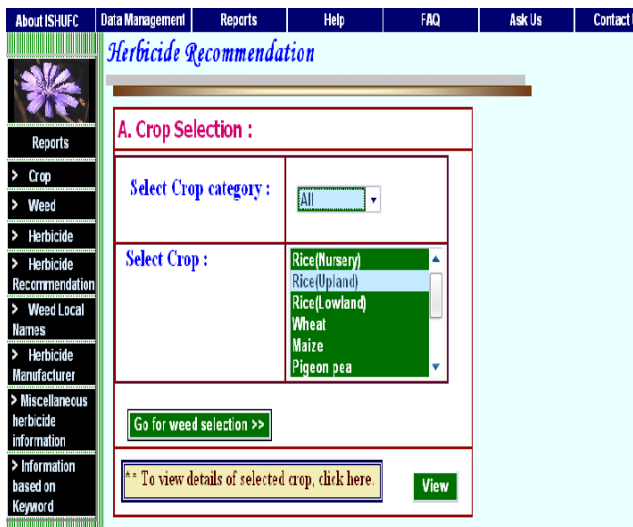 About ISHUFC
Data Management
Reports
Help
FAQ
Ask Us
Contact
Herbicide Recommendation
Reports
> Crop
> Weed
> Herbicide
> Herbicide
Recommendation
> Weed Local
Names
> Herbicide
Manufacturer
> Miscellaneous
herbicide
information
> Information
based on
Keyword
A. Crop Selection :
Select Crop category :
All
Select Crop :
Rice(Nursery)
Rice(Upland)
Rice(Lowland)
Wheat
Maize
Pigeon pea
Go for weed selection >>
** To view details of selected crop, click here.
View